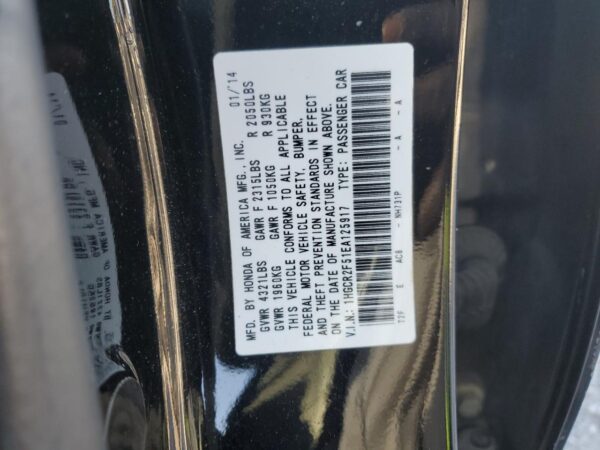 MFD. BY HONDA OF AMERICA MFG., INC. 01/14
GVWR 4321LBS GAWR F 2315LBS R 2050LBS
GVWR 1960KG GAWR F 1050KG R 930KG
THIS VEHICLE CONFORMS TO ALL APPLICABLE
FEDERAL MOTOR VEHICLE SAFETY, BUMPER,
AND THEFT PREVENTION STANDARDS IN EFFECT
ON THE DATE OF MANUFACTURE SHOWN ABOVE.
V.I.N.: 1HGCR2F51EA125917 TYPE: PASSENGER CAR
T2F E AC8 - NH731P - A - A